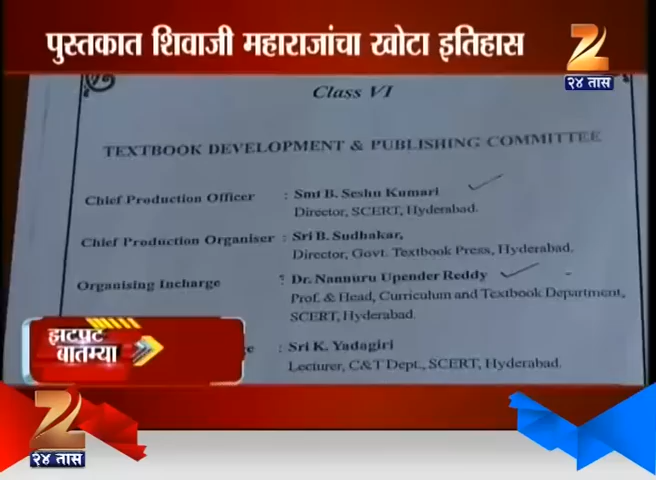 पुस्तकात शिवाजी महाराजांचा खोटा इतिहास
२४ तास
Class VI
TEXTBOOK DEVELOPMENT & PUBLISHING COMMITTEE
Chief Production Officer : Smt B. Seshu Kumari
Director, SCERT, Hyderabad.
Chief Production Organiser : Sri B. Sudhakar,
Director, Govt. Textbook Press, Hyderabad.
Organising Incharge : Dr. Nannuru Upender Reddy
Prof. & Head, Curriculum and Textbook Department,
SCERT, Hyderabad.
: Sri K. Yadagiri
Lecturer, C&T Dept., SCERT, Hyderabad.
झटपट
बातम्या
२४ तास